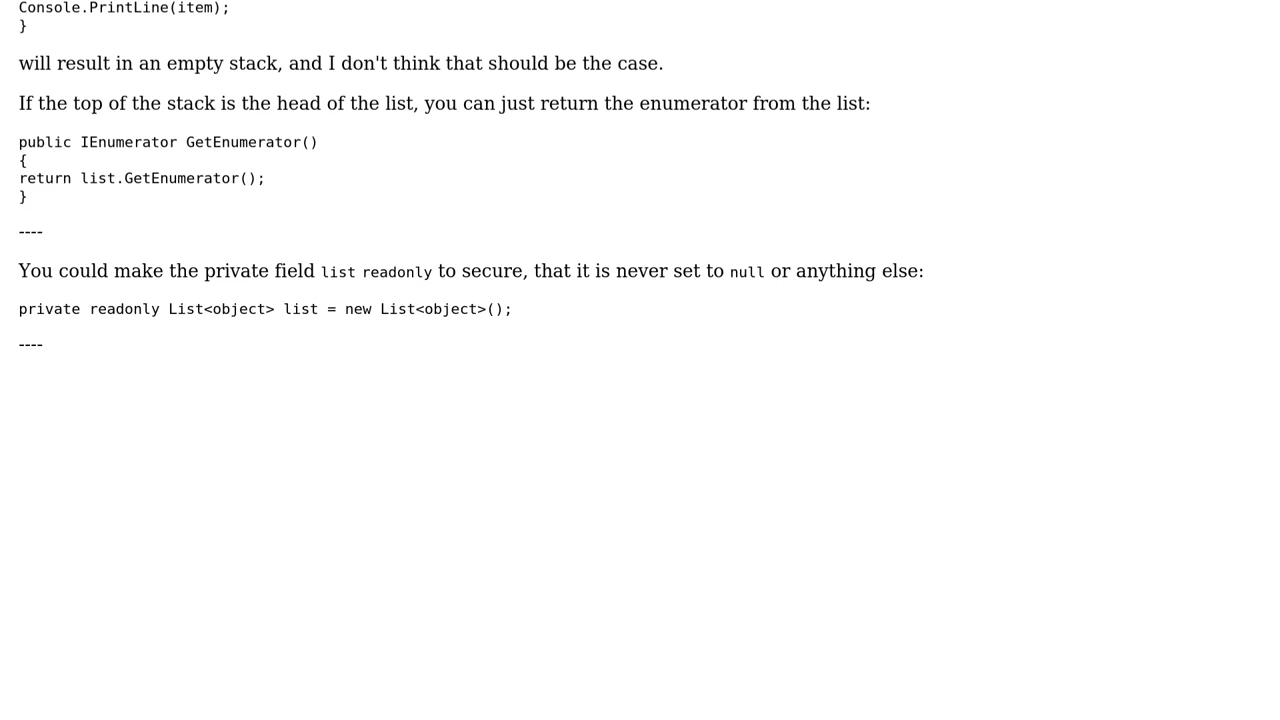 Console.PrintLine(item);
}
will result in an empty stack, and I don't think that should be the case.
If the top of the stack is the head of the list, you can just return the enumerator from the list:
public IEnumerator GetEnumerator()
{
return list.GetEnumerator();
}
----
You could make the private field list readonly to secure, that it is never set to null or anything else:
private readonly List<object> list = new List<object>();
----